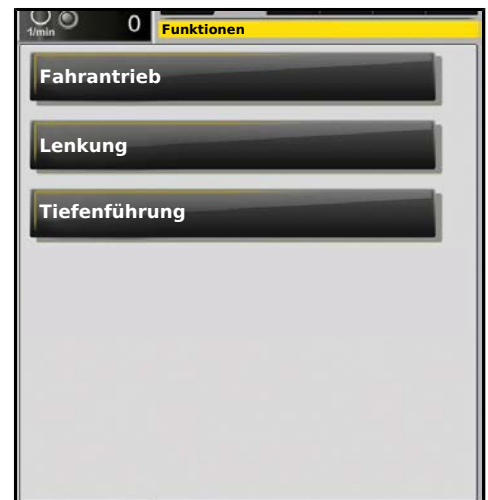 1/min 0 Funktionen
Fahrantrieb
Lenkung
Tiefenführung